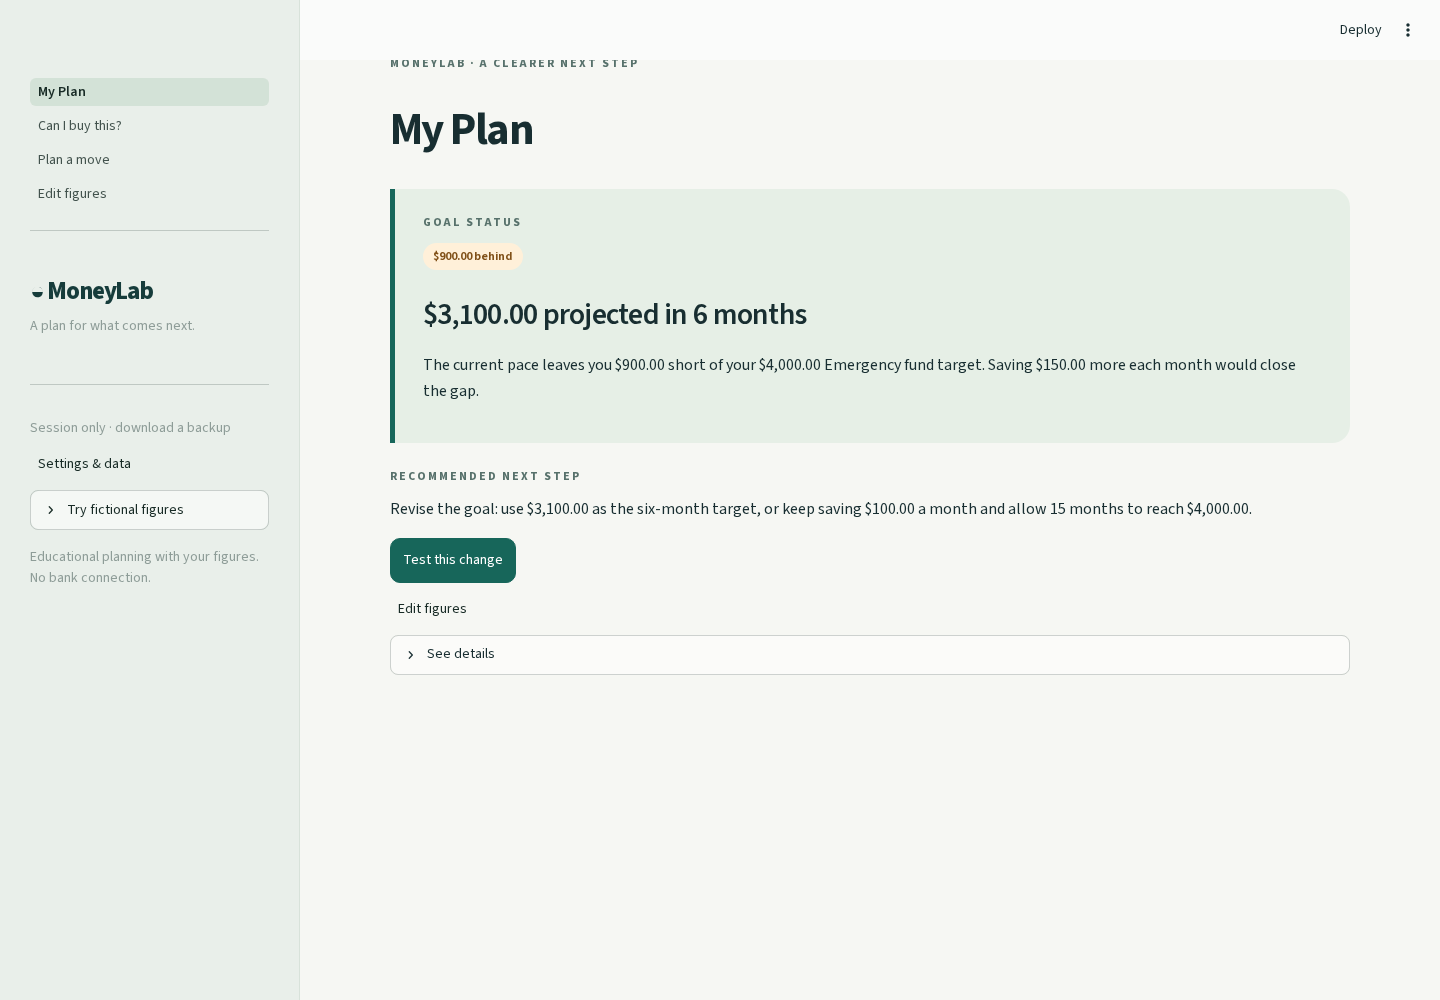 Deploy
My Plan
Can I buy this?
Plan a move
Edit figures
MoneyLab
A plan for what comes next.
Session only · download a backup
Settings & data
Try fictional figures
Educational planning with your figures.
No bank connection.
MONEYLAB · A CLEARER NEXT STEP
My Plan
GOAL STATUS
$900.00 behind
$3,100.00 projected in 6 months
The current pace leaves you $900.00 short of your $4,000.00 Emergency fund target. Saving $150.00 more each month would close
the gap.
RECOMMENDED NEXT STEP
Revise the goal: use $3,100.00 as the six-month target, or keep saving $100.00 a month and allow 15 months to reach $4,000.00.
Test this change
Edit figures
See details